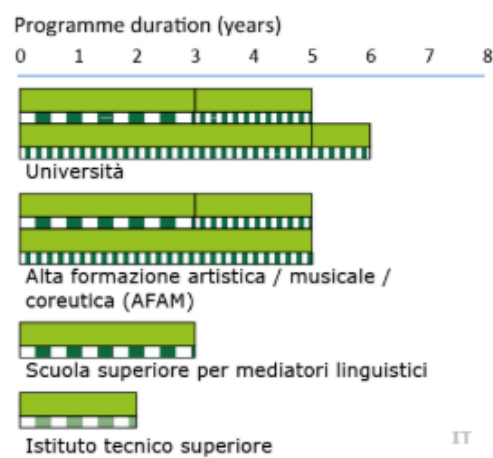 Programme duration (years)
0 1 2 3 4 5 6 7 8
Università
Alta formazione artistica / musicale /
coreutica (AFAM)
Scuola superiore per mediatori linguistici
Istituto tecnico superiore
IT